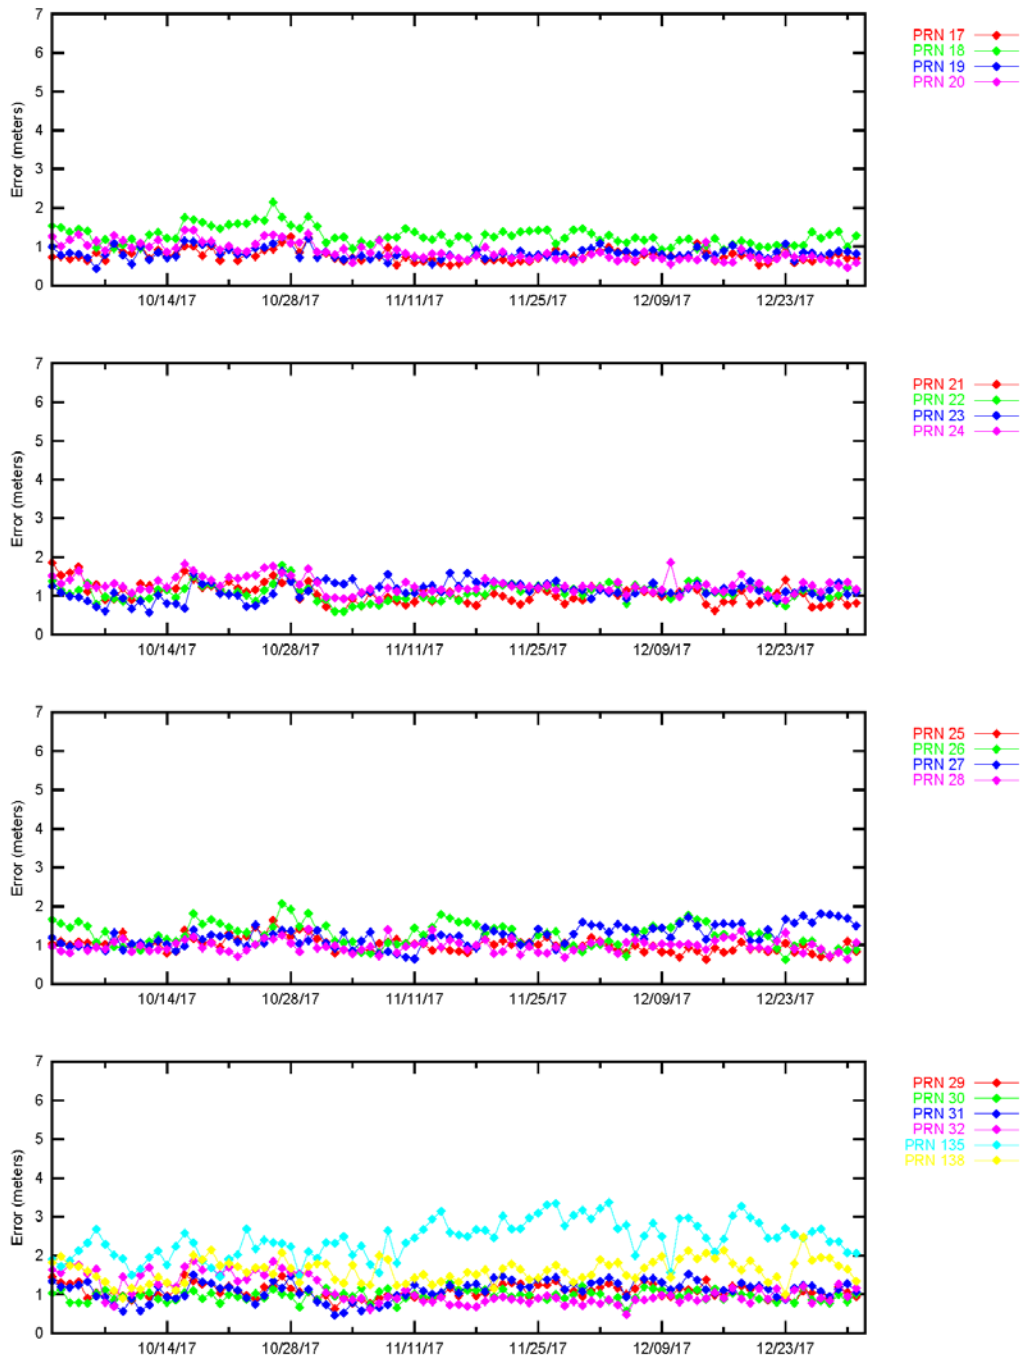 7
6
5
4
3
2
1
0
Error (meters)
10/14/17 10/28/17 11/11/17 11/25/17 12/09/17 12/23/17
PRN 17
PRN 18
PRN 19
PRN 20
7
6
5
4
3
2
1
0
Error (meters)
10/14/17 10/28/17 11/11/17 11/25/17 12/09/17 12/23/17
PRN 21
PRN 22
PRN 23
PRN 24
7
6
5
4
3
2
1
0
Error (meters)
10/14/17 10/28/17 11/11/17 11/25/17 12/09/17 12/23/17
PRN 25
PRN 26
PRN 27
PRN 28
7
6
5
4
3
2
1
0
Error (meters)
10/14/17 10/28/17 11/11/17 11/25/17 12/09/17 12/23/17
PRN 29
PRN 30
PRN 31
PRN 32
PRN 135
PRN 138